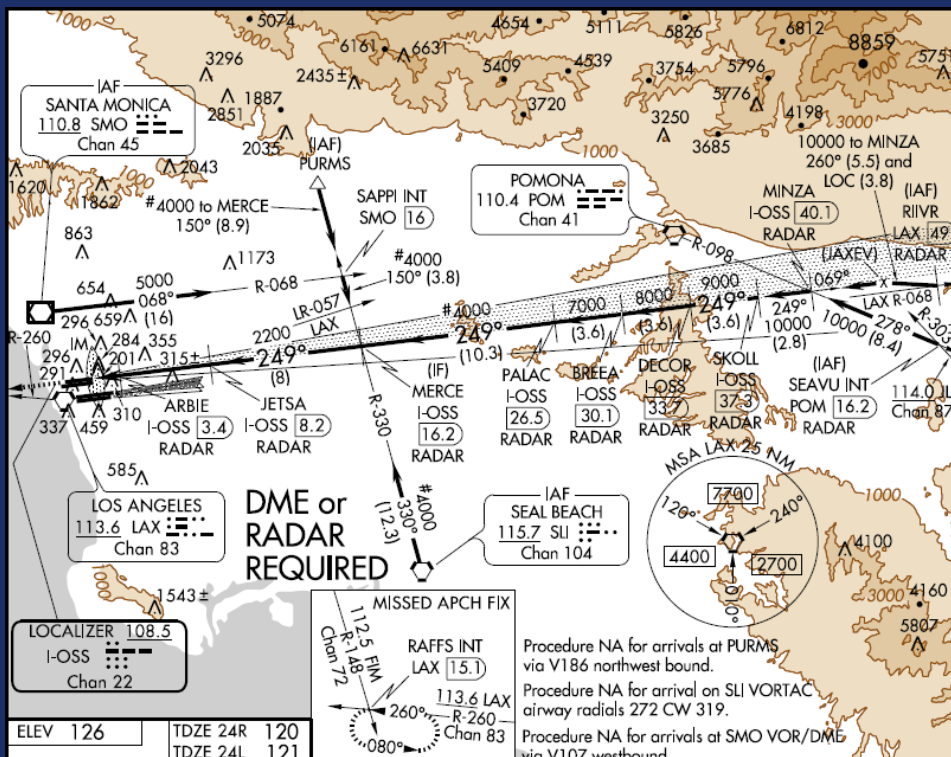 5074
4654
5111
5826
6812
8859
3000
3296
6161
6631
2435±
5409
4539
3754
5796
5776
575
1887
2851
2035
3720
3250
3685
4198
3000
IAF
SANTA MONICA
110.8 SMO
Chan 45
(IAF)
PURMS
1000
10000 to MINZA
260° (5.5) and
LOC (3.8)
1620
1862
2043
1000
#4000 to MERCE
150° (8.9)
SAPPI INT
SMO 16
POMONA
110.4 POM
Chan 41
MINZA
I-OSS 40.1
RADAR
(IAF)
RIIVR
LAX 49
RADAR
863
1173
#4000
150° (3.8)
R-098
(JAXEV)
654
5000
068°
(16)
R-068
LR-057
LAX
2200
#4000
7000
8000
9000
069°
LAX R-068
R-260
296
659
IM
284
355
296
201
315±
291
249°
(8)
249°
(10.3)
(3.6)
(3.6)
249°
(3.6)
249°
10000
(2.8)
278°
10000 (8.4)
R-303
337
459
310
ARBIE
I-OSS 3.4
RADAR
JETSA
I-OSS 8.2
RADAR
R-330
(IF)
MERCE
I-OSS
16.2
RADAR
PALAC
I-OSS
26.5
RADAR
BREEA
I-OSS
30.1
RADAR
DECOR
I-OSS
33.7
RADAR
SKOLL
I-OSS
37.3
RADAR
(IAF)
SEAVU INT
POM 16.2
RADAR
114.0
Chan 87
585
LOS ANGELES
113.6 LAX
Chan 83
DME or
RADAR
REQUIRED
#4000
330°
(12.3)
IAF
SEAL BEACH
115.7 SLI
Chan 104
MSA LAX 25 NM
7700
120°
240°
4400
2700
010°
1000
4100
3000
4160
5807
1543±
LOCALIZER 108.5
I-OSS
Chan 22
MISSED APCH FIX
112.5 FIM
R-148
Chan 72
RAFFS INT
LAX 15.1
113.6 LAX
R-260
Chan 83
260°
080°
Procedure NA for arrivals at PURMS
via V186 northwest bound.
Procedure NA for arrival on SLI VORTAC
airway radials 272 CW 319.
Procedure NA for arrivals at SMO VOR/DME
via V107 westbound
ELEV 126
TDZE 24R 120
TDZE 24L 121